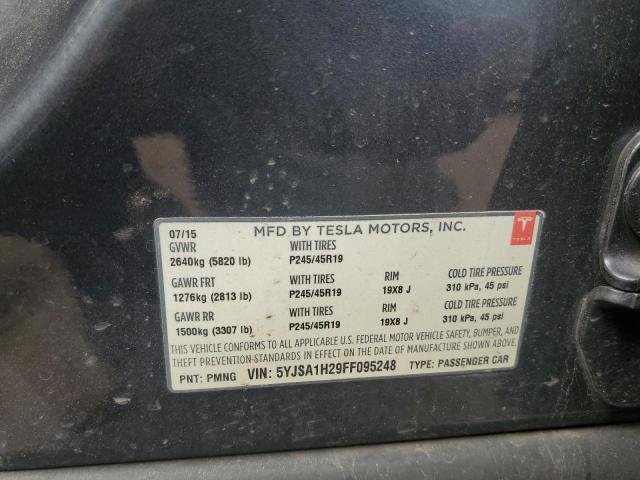 07/15 MFD BY TESLA MOTORS, INC.
GVWR WITH TIRES
2640kg (5820 lb) P245/45R19
GAWR FRT WITH TIRES RIM COLD TIRE PRESSURE
1276kg (2813 lb) P245/45R19 19X8 J 310 kPa, 45 psi
GAWR RR WITH TIRES RIM COLD TIRE PRESSURE
1500kg (3307 lb) P245/45R19 19X8 J 310 kPa, 45 psi
THIS VEHICLE CONFORMS TO ALL APPLICABLE U.S. FEDERAL MOTOR VEHICLE SAFETY, BUMPER, AND
THEFT PREVENTION STANDARDS IN EFFECT ON THE DATE OF MANUFACTURE SHOWN ABOVE.
PNT: PMNG VIN: 5YJSA1H29FF095248 TYPE: PASSENGER CAR
TESLA